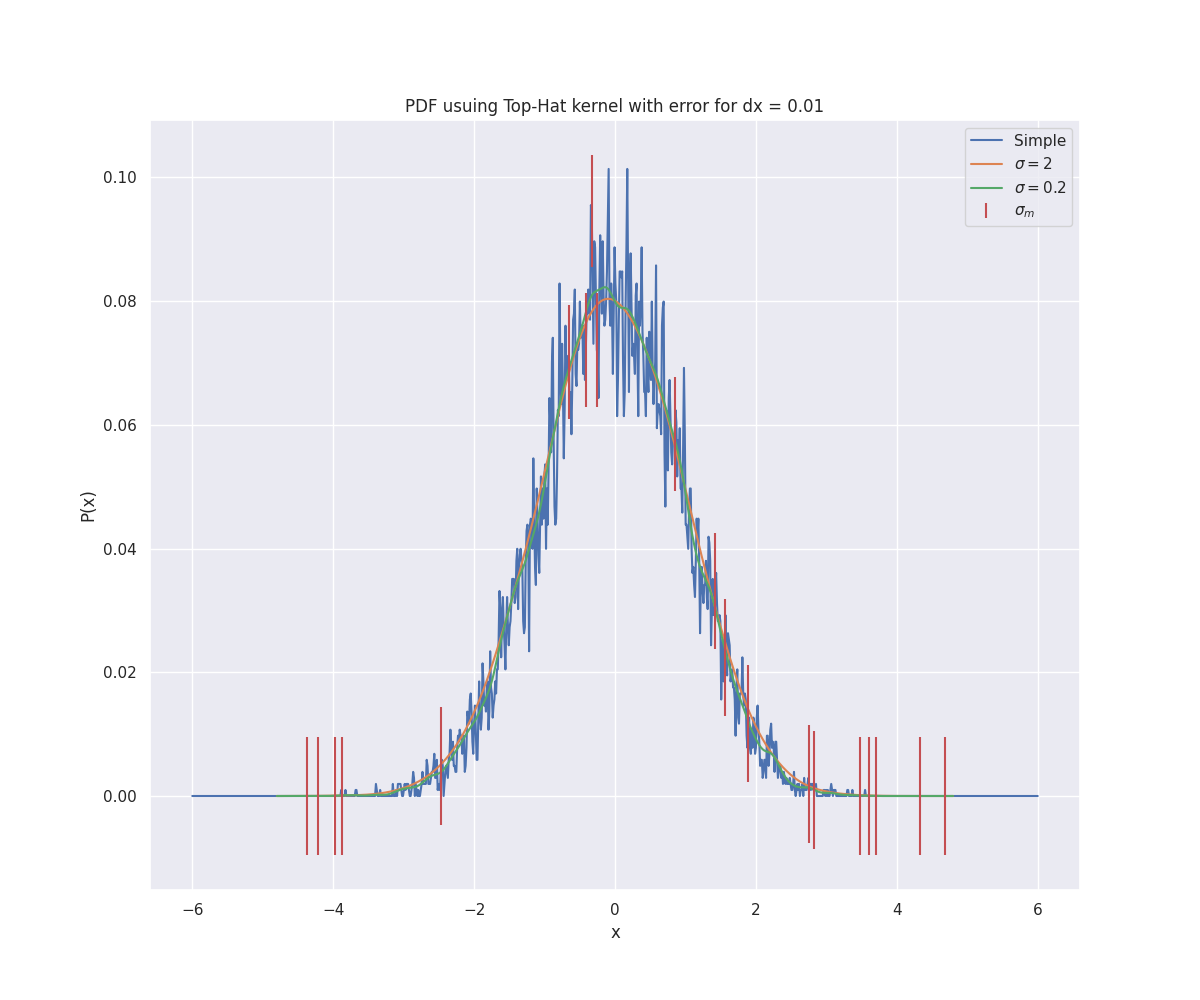 PDF usuing Top-Hat kernel with error for dx = 0.01
Simple
σ = 2
σ = 0.2
σm
0.10
0.08
0.06
0.04
0.02
0.00
P(x)
−6 −4 −2 0 2 4 6
x